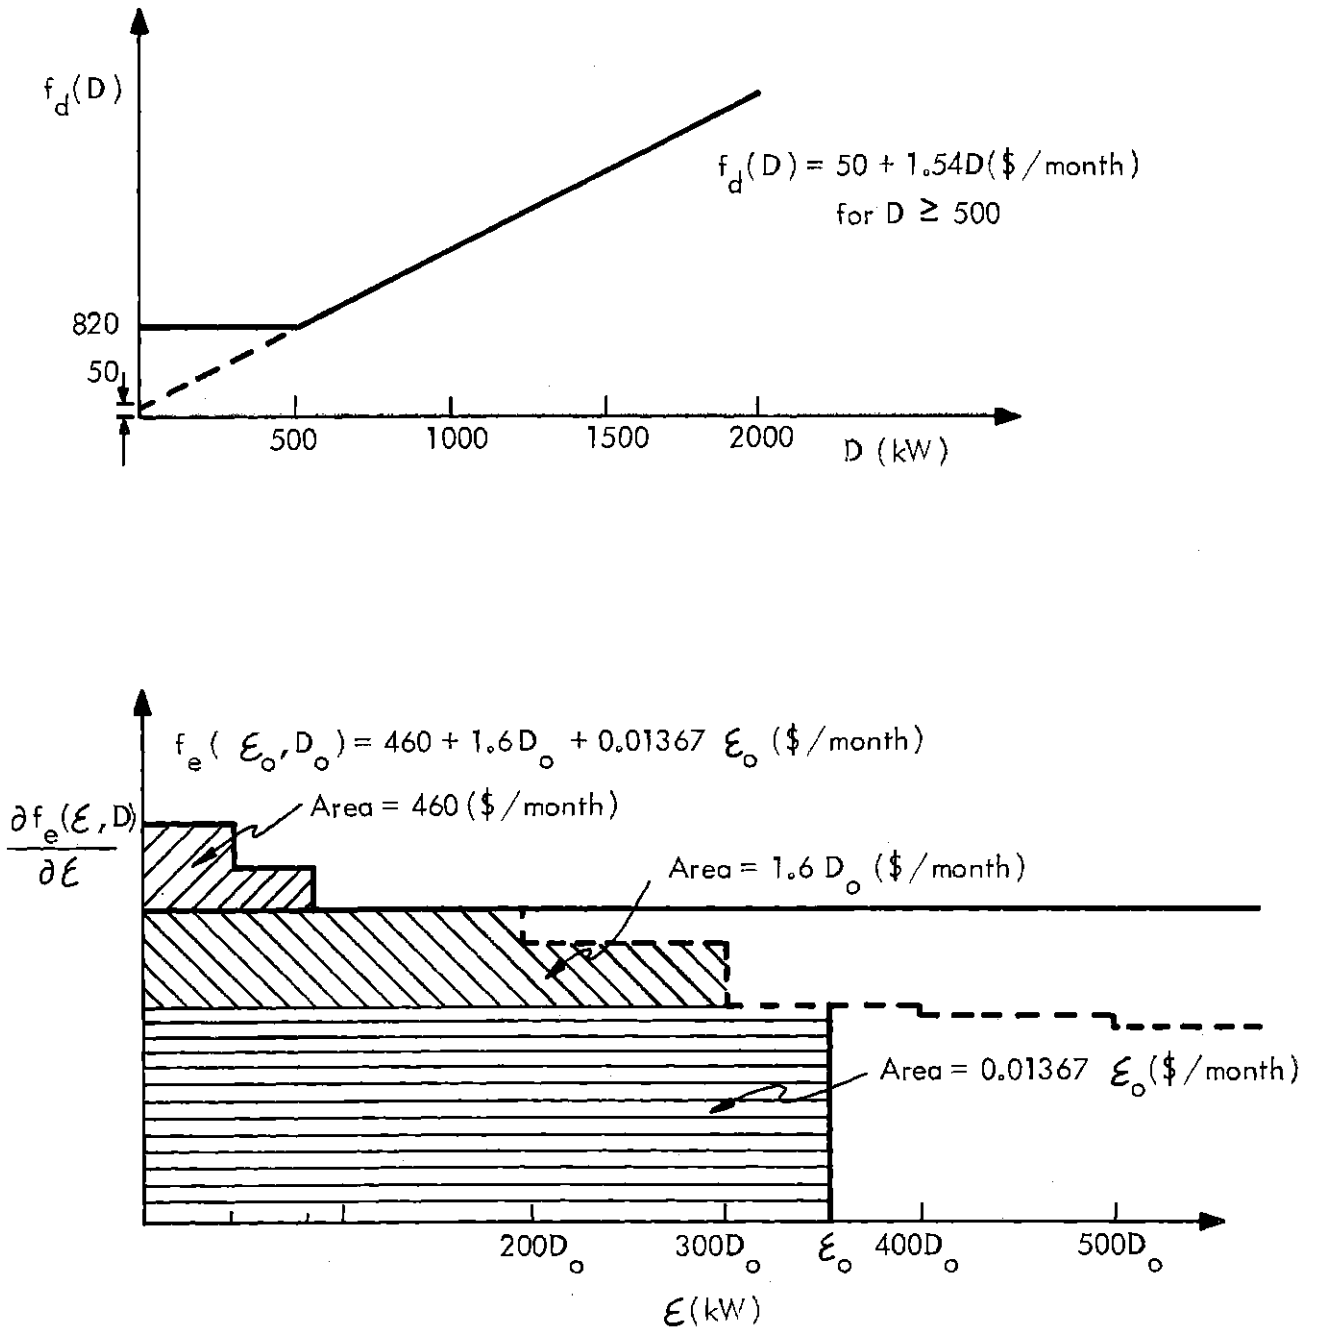 f_d(D)
f_d(D) = 50 + 1.54D($/month)
for D ≥ 500
820
50
500 1000 1500 2000
D (kW)
f_e( ℰ_o, D_o) = 460 + 1.6D_o + 0.01367 ℰ_o ($/month)
Area = 460($/month)
∂f_e(ℰ, D)
∂ℰ
Area = 1.6 D_o ($/month)
Area = 0.01367 ℰ_o($/month)
200D_o 300D_o ℰ_o 400D_o 500D_o
ℰ(kW)